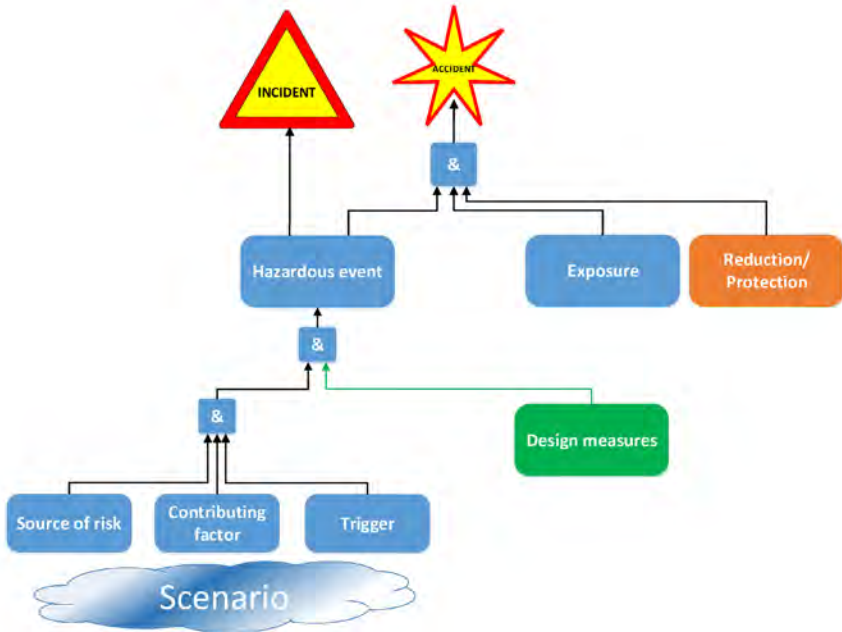 INCIDENT
ACCIDENT
&
Hazardous event
Exposure
Reduction/
Protection
&
&
Design measures
Source of risk
Contributing
factor
Trigger
Scenario